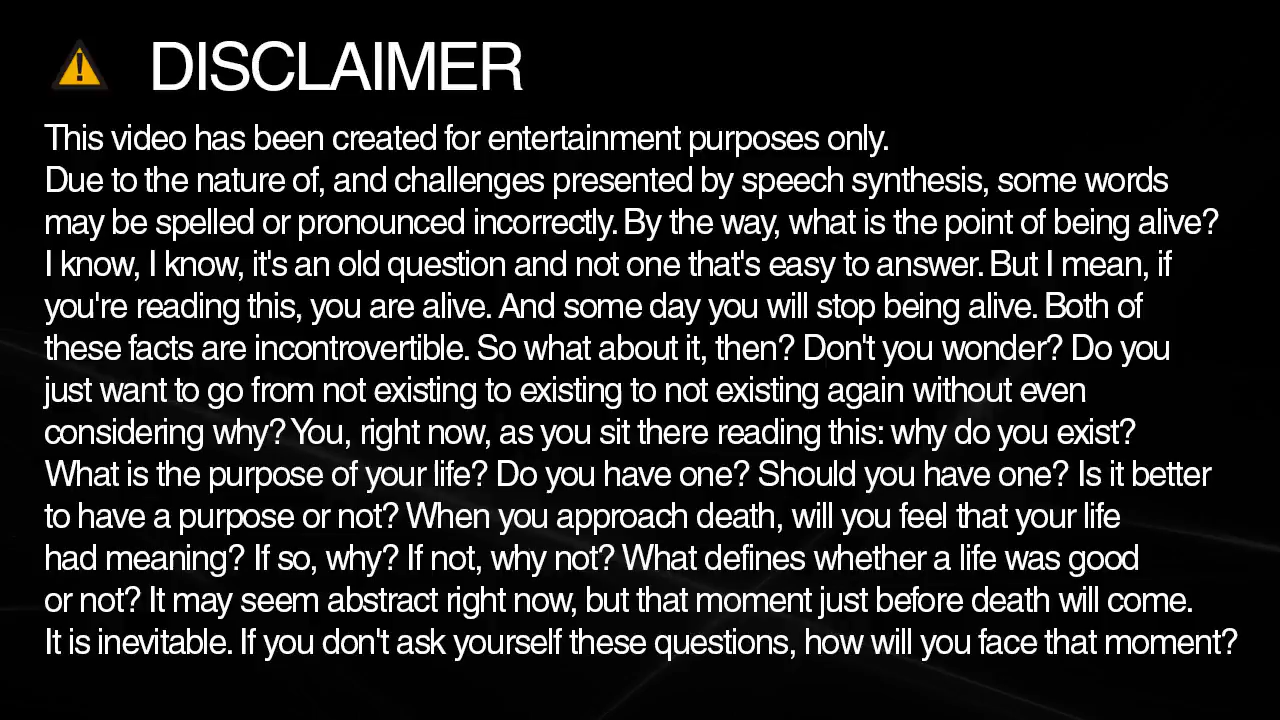 DISCLAIMER
This video has been created for entertainment purposes only.
Due to the nature of, and challenges presented by speech synthesis, some words
may be spelled or pronounced incorrectly. By the way, what is the point of being alive?
I know, I know, it's an old question and not one that's easy to answer. But I mean, if
you're reading this, you are alive. And some day you will stop being alive. Both of
these facts are incontrovertible. So what about it, then? Don't you wonder? Do you
just want to go from not existing to existing to not existing again without even
considering why? You, right now, as you sit there reading this: why do you exist?
What is the purpose of your life? Do you have one? Should you have one? Is it better
to have a purpose or not? When you approach death, will you feel that your life
had meaning? If so, why? If not, why not? What defines whether a life was good
or not? It may seem abstract right now, but that moment just before death will come.
It is inevitable. If you don't ask yourself these questions, how will you face that moment?